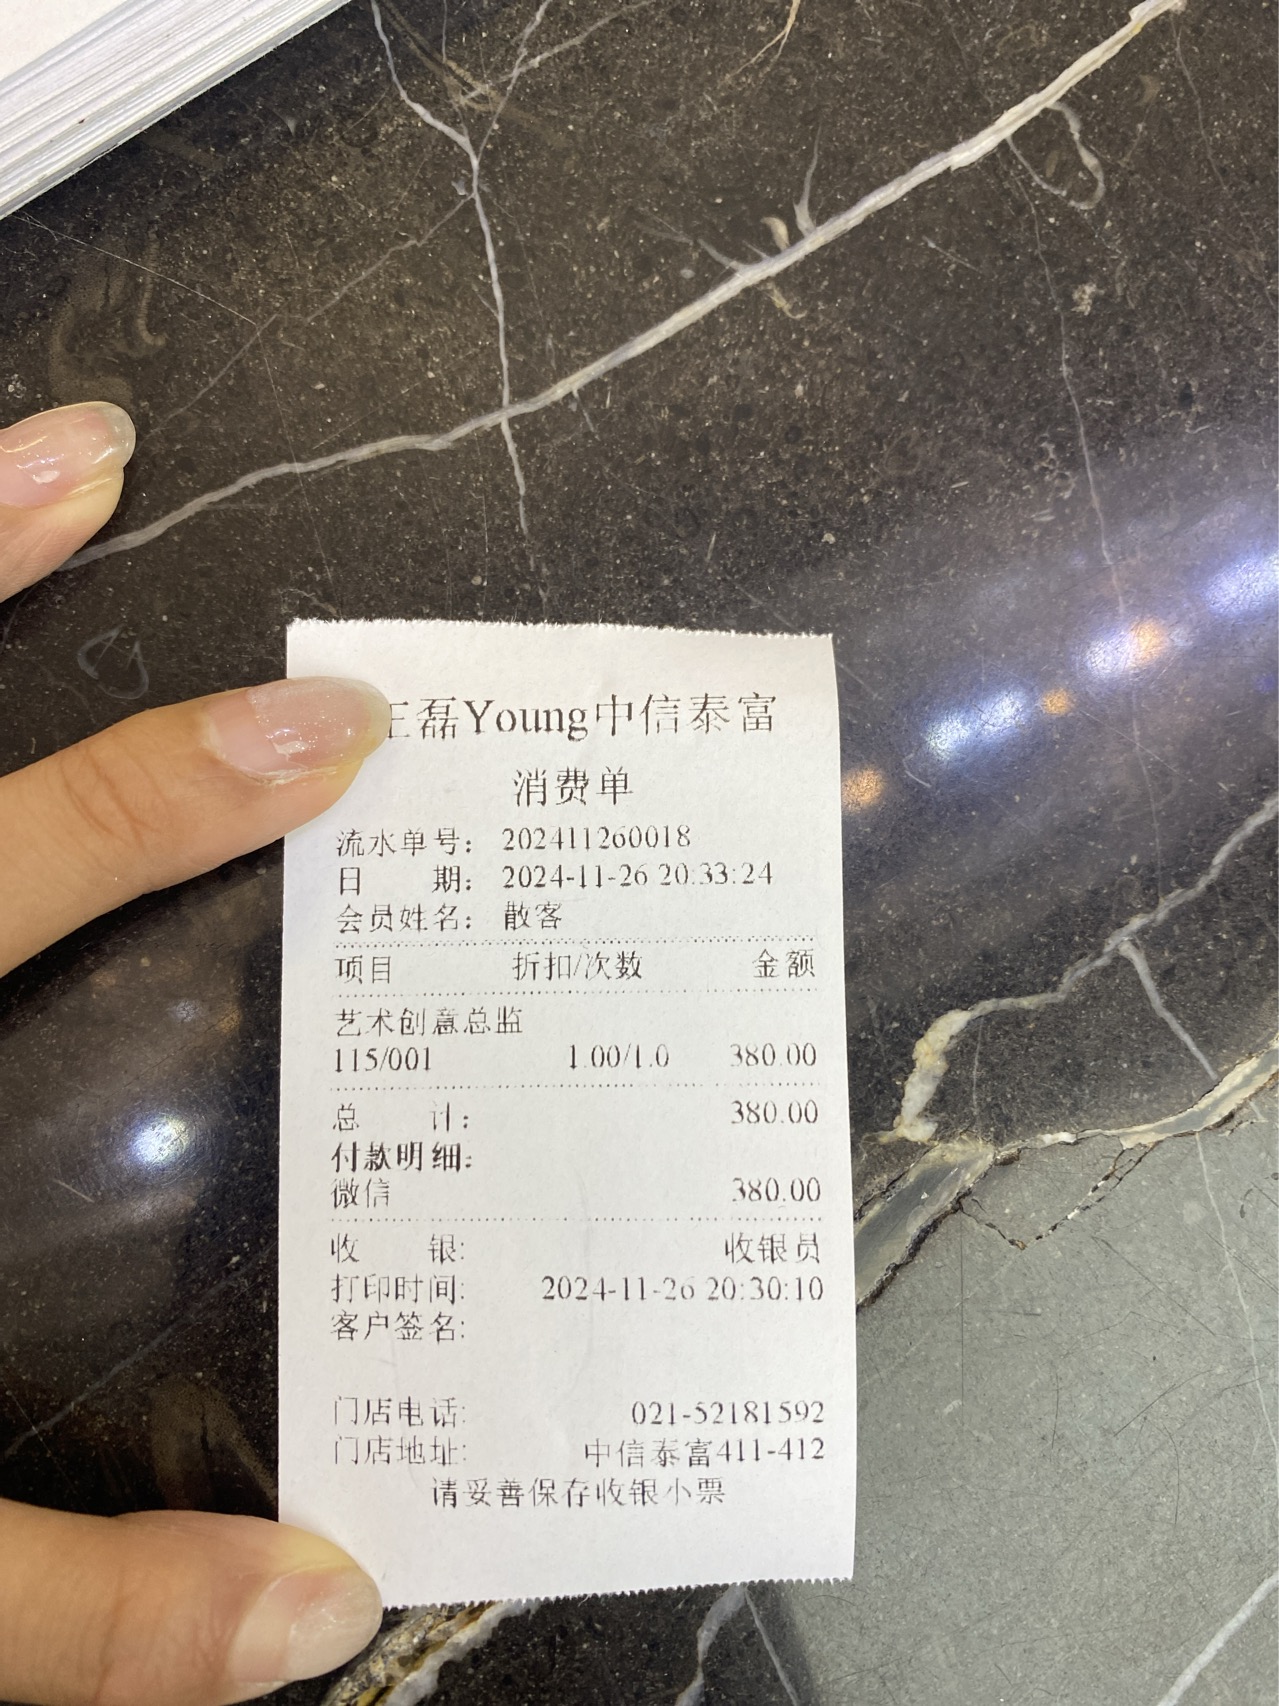 王磊Young中信泰富
消费单
流水单号： 202411260018
日 期： 2024-11-26 20:33:24
会员姓名： 散客
项目 折扣/次数 金额
艺术创意总监
115/001 1.00/1.0 380.00
总 计： 380.00
付款明细：
微信 380.00
收 银: 收银员
打印时间: 2024-11-26 20:30:10
客户签名:
门店电话: 021-52181592
门店地址: 中信泰富411-412
请妥善保存收银小票